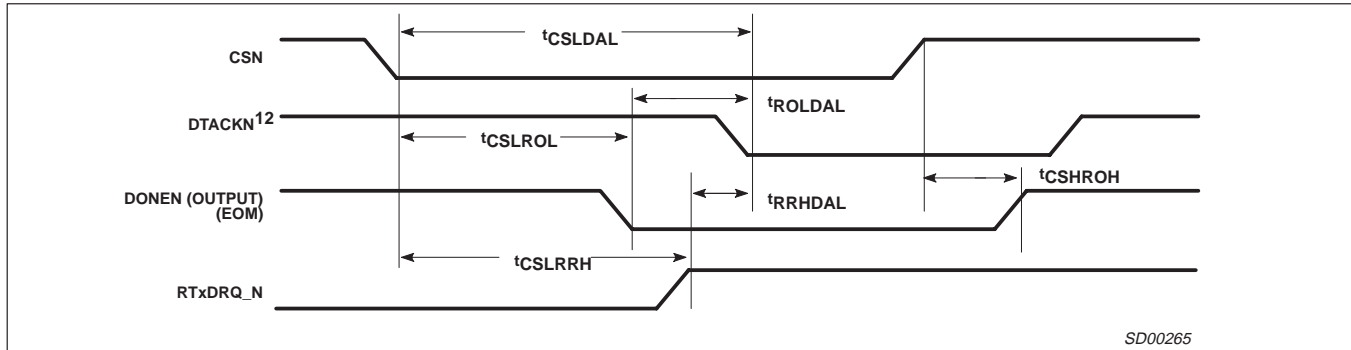 tCSLDAL
CSN
tROLDAL
DTACKN12
tCSLROL
tCSHROH
DONEN (OUTPUT)
(EOM)
tRRHDAL
tCSLRRH
RTxDRQ_N
SD00265